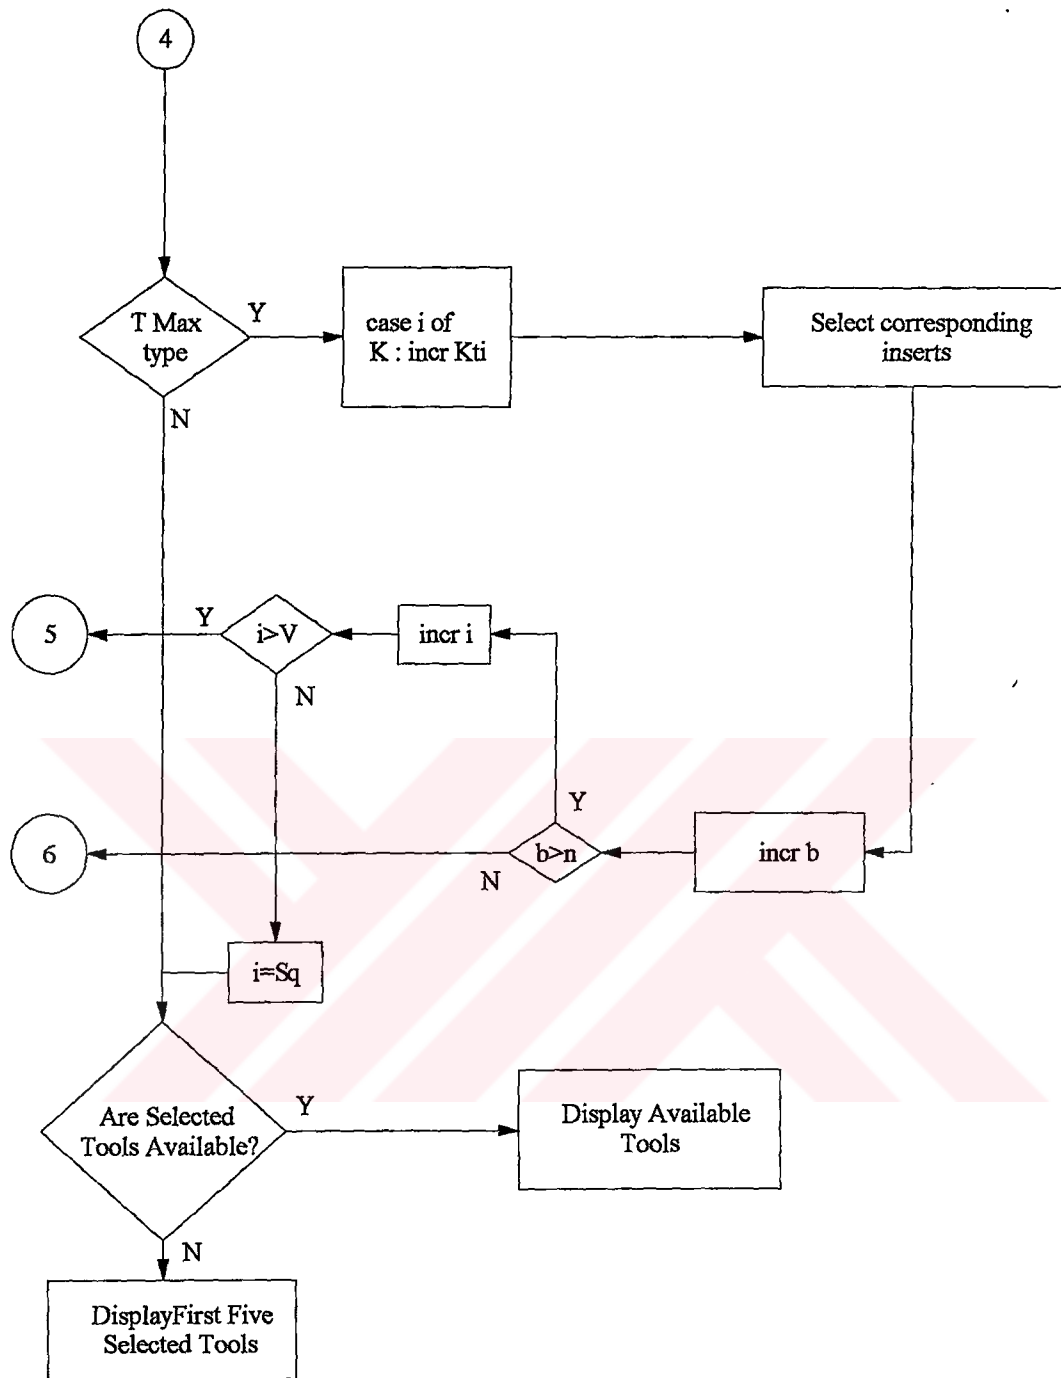 4
T Max
type
Y
N
case i of
K : incr Kti
Select corresponding
inserts
5
Y
i>V
N
incr i
6
N
b>n
Y
incr b
i=Sq
Are Selected
Tools Available?
Y
N
Display Available
Tools
DisplayFirst Five
Selected Tools